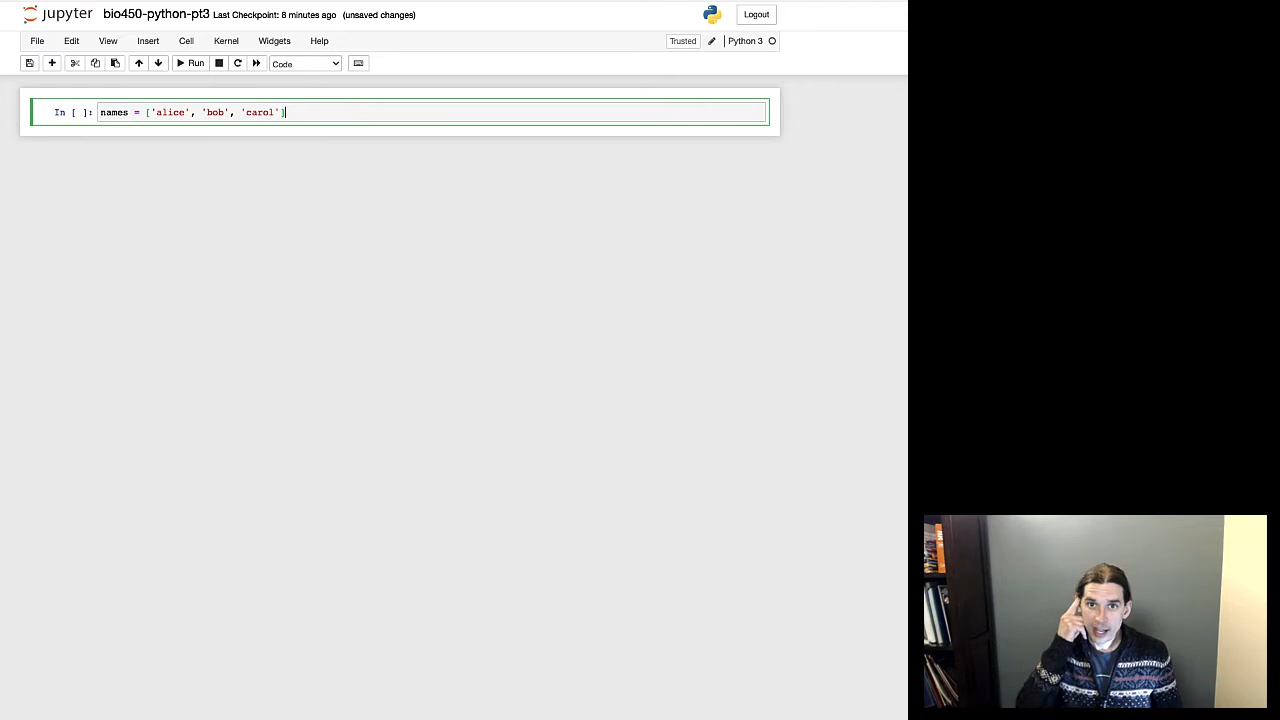 jupyter bio450-python-pt3 Last Checkpoint: 8 minutes ago (unsaved changes) Logout
File Edit View Insert Cell Kernel Widgets Help Trusted Python 3
Run Code
In [ ]: names = ['alice', 'bob', 'carol']